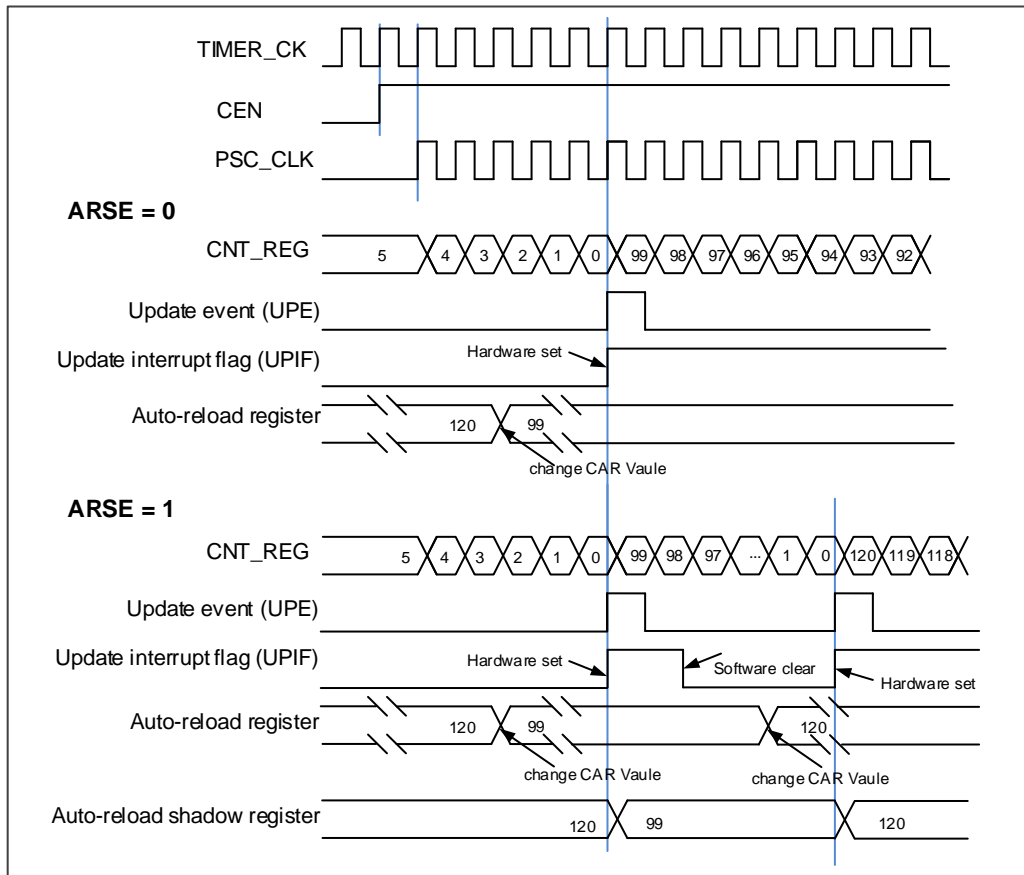 TIMER_CK
CEN
PSC_CLK
ARSE = 0
CNT_REG 5 4 3 2 1 0 99 98 97 96 95 94 93 92
Update event (UPE)
Update interrupt flag (UPIF) Hardware set
Auto-reload register 120 99
change CAR Vaule
ARSE = 1
CNT_REG 5 4 3 2 1 0 99 98 97 ... 1 0 120 119 118
Update event (UPE)
Update interrupt flag (UPIF) Hardware set Software clear Hardware set
Auto-reload register 120 99 120
change CAR Vaule change CAR Vaule
Auto-reload shadow register 120 99 120